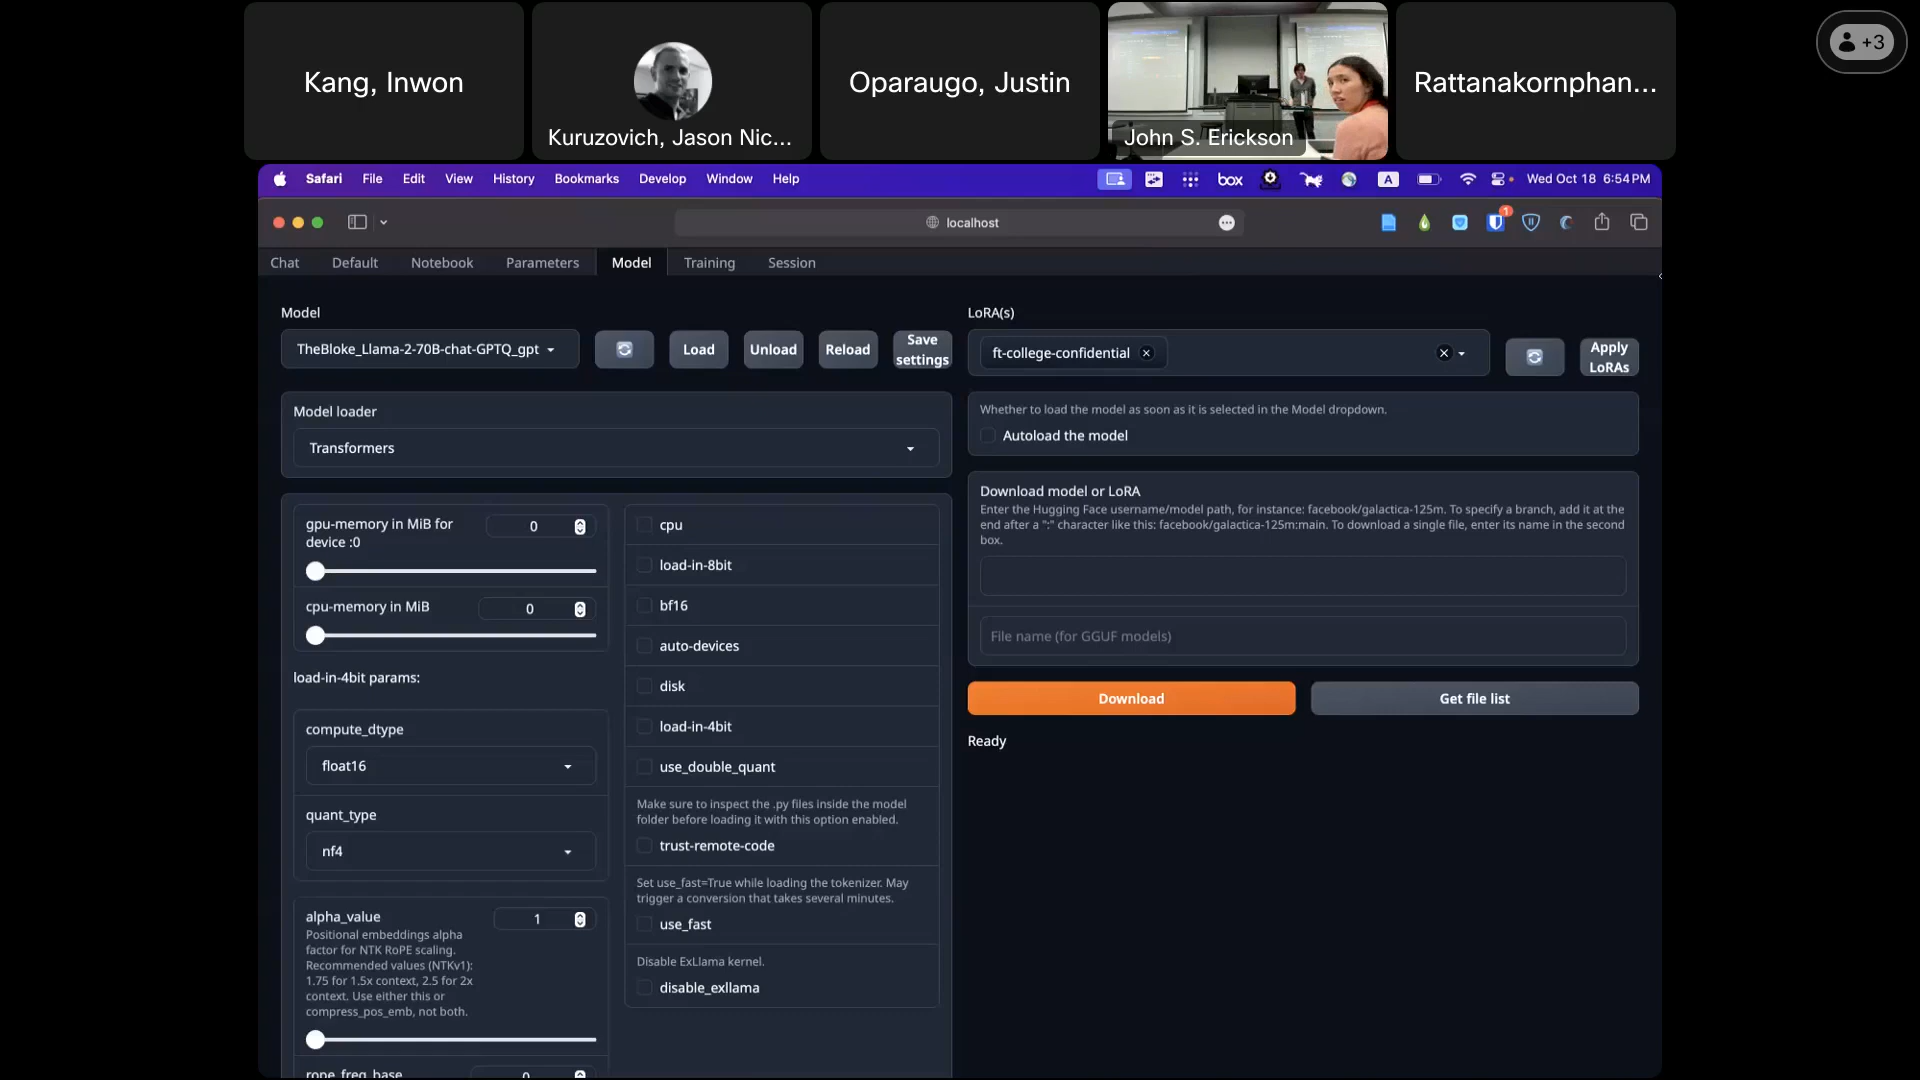 Kang, Inwon
Kuruzovich, Jason Nic...
Oparaugo, Justin
John S. Erickson
Rattanakornphan...
+3
Safari File Edit View History Bookmarks Develop Window Help
box
A
Wed Oct 18 6:54 PM
localhost
1
Chat Default Notebook Parameters Model Training Session
Model
TheBloke_Llama-2-70B-chat-GPTQ_gpt
Load
Unload
Reload
Save
settings
LoRA(s)
ft-college-confidential
Apply
LoRAs
Model loader
Transformers
Whether to load the model as soon as it is selected in the Model dropdown.
Autoload the model
Download model or LoRA
Enter the Hugging Face username/model path, for instance: facebook/galactica-125m. To specify a branch, add it at the
end after a ":" character like this: facebook/galactica-125m:main. To download a single file, enter its name in the second
box.
File name (for GGUF models)
Download
Get file list
Ready
gpu-memory in MiB for
device :0
0
cpu-memory in MiB
0
load-in-4bit params:
compute_dtype
float16
quant_type
nf4
alpha_value
1
Positional embeddings alpha
factor for NTK RoPE scaling.
Recommended values (NTKv1):
1.75 for 1.5x context, 2.5 for 2x
context. Use either this or
compress_pos_emb, not both.
rope_freq_base
0
cpu
load-in-8bit
bf16
auto-devices
disk
load-in-4bit
use_double_quant
Make sure to inspect the .py files inside the model
folder before loading it with this option enabled.
trust-remote-code
Set use_fast=True while loading the tokenizer. May
trigger a conversion that takes several minutes.
use_fast
Disable ExLlama kernel.
disable_exllama